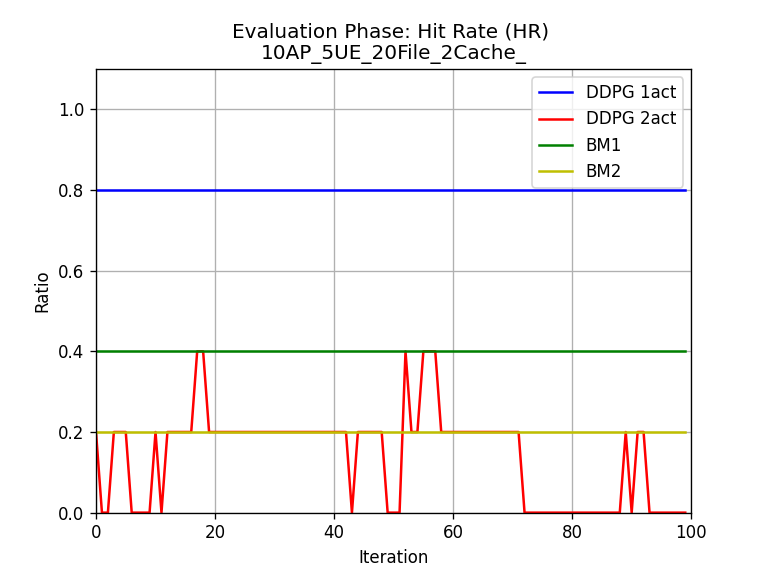 Evaluation Phase: Hit Rate (HR)
10AP_5UE_20File_2Cache_
DDPG 1act
DDPG 2act
BM1
BM2
1.0
0.8
0.6
0.4
0.2
0.0
Ratio
0 20 40 60 80 100
Iteration